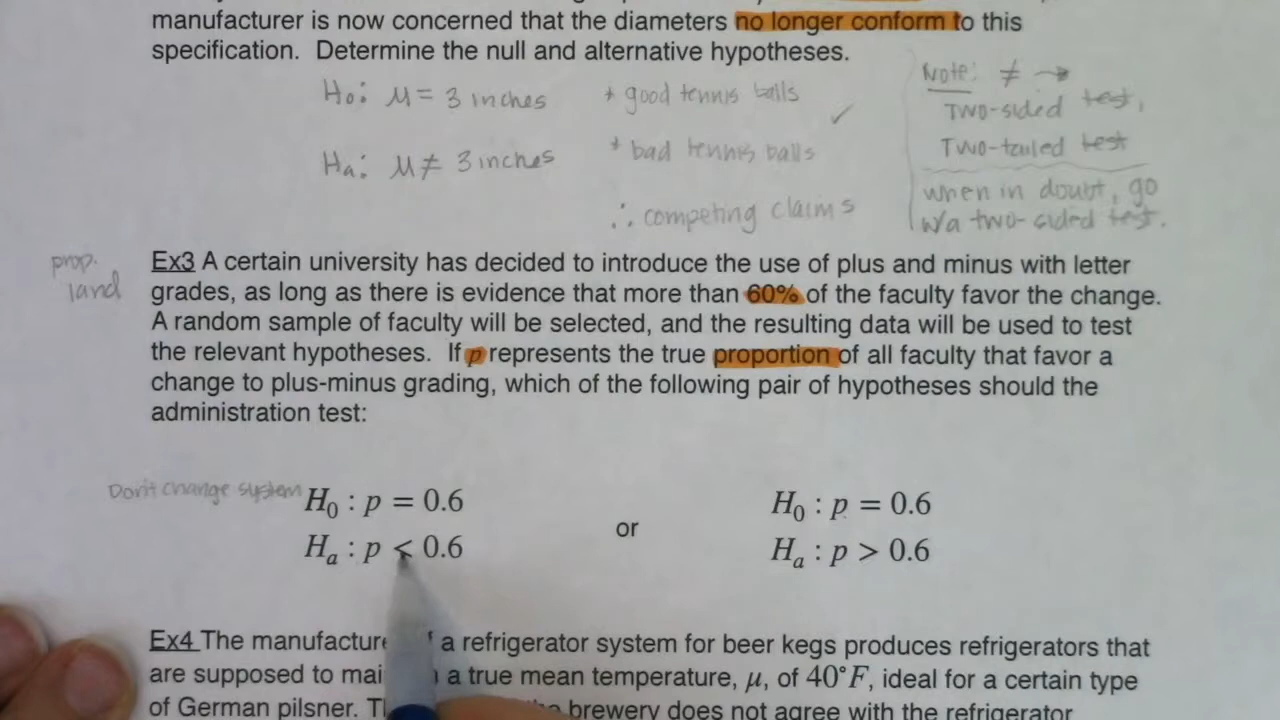 manufacturer is now concerned that the diameters no longer conform to this
specification. Determine the null and alternative hypotheses.
H₀: μ = 3 inches + good tennis balls
Ha: μ ≠ 3 inches + bad tennis balls
∴ competing claims
Note: ≠ →
Two-sided test,
Two-tailed test
when in doubt, go
w/a two-sided test.
prop.
land
Ex3 A certain university has decided to introduce the use of plus and minus with letter
grades, as long as there is evidence that more than 60% of the faculty favor the change.
A random sample of faculty will be selected, and the resulting data will be used to test
the relevant hypotheses. If p represents the true proportion of all faculty that favor a
change to plus-minus grading, which of the following pair of hypotheses should the
administration test:
Don't change system H₀ : p = 0.6
Hₐ : p < 0.6
or
H₀ : p = 0.6
Hₐ : p > 0.6
Ex4 The manufacture a refrigerator system for beer kegs produces refrigerators that
are supposed to a true mean temperature, μ, of 40°F, ideal for a certain type
of German pilsner. brewery does not agree with the refrigerator